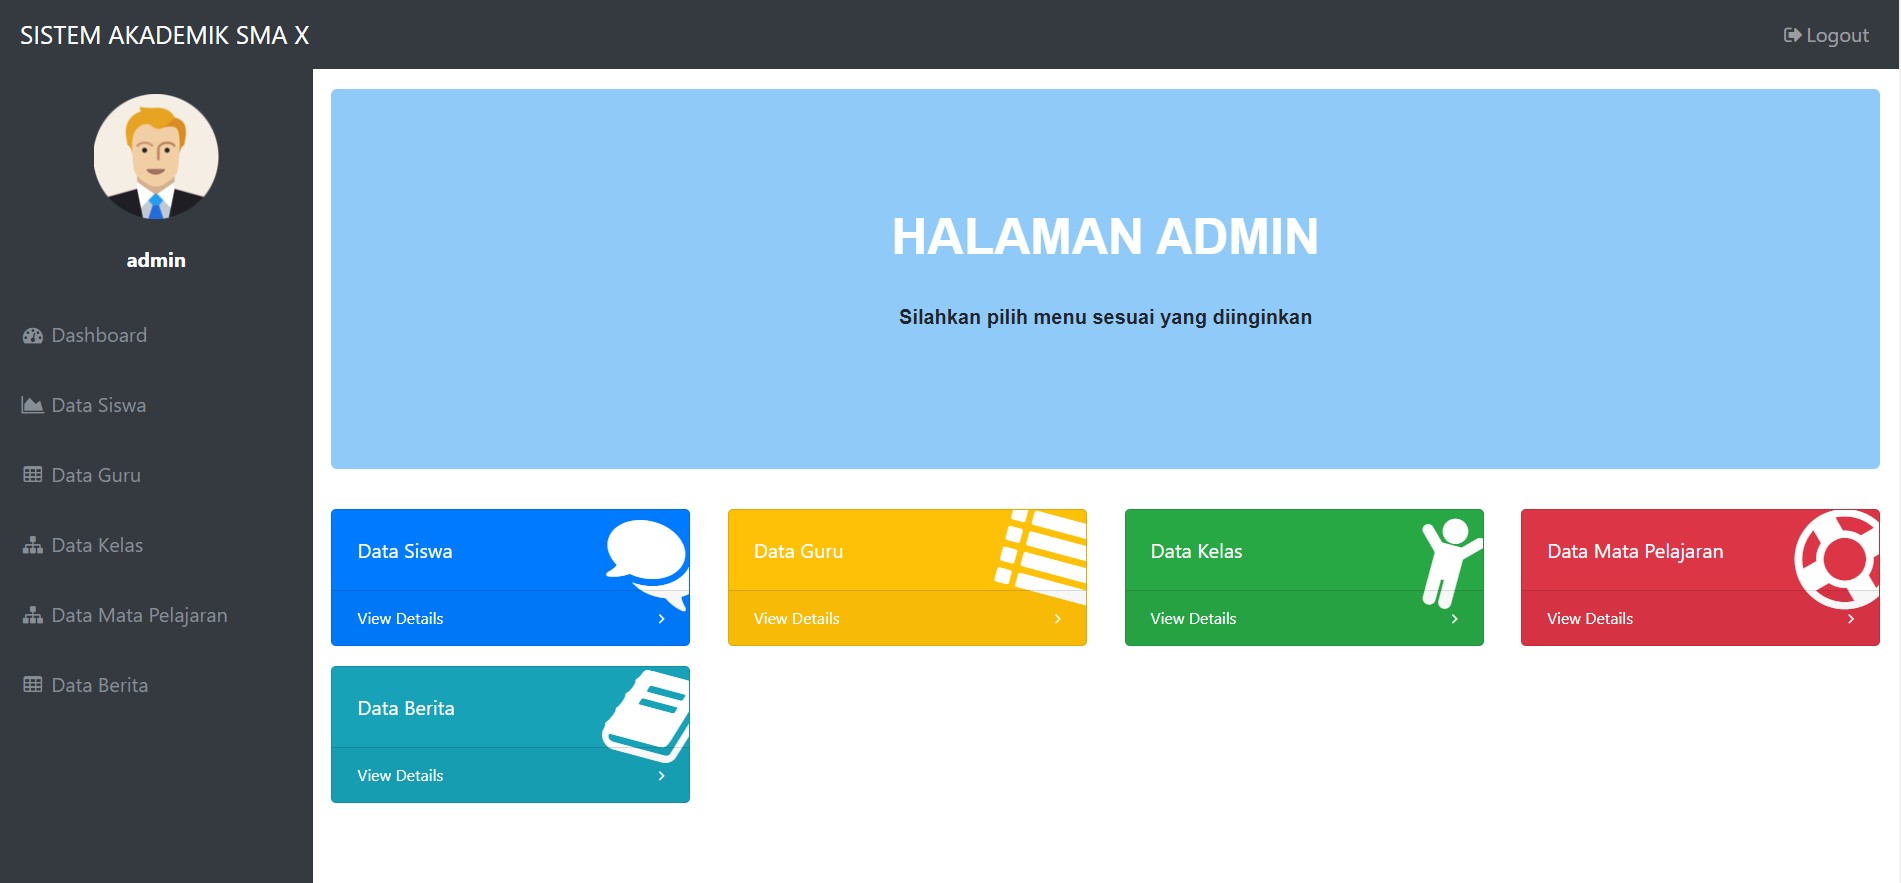 SISTEM AKADEMIK SMA X
Logout
admin
Dashboard
Data Siswa
Data Guru
Data Kelas
Data Mata Pelajaran
Data Berita
HALAMAN ADMIN
Silahkan pilih menu sesuai yang diinginkan
Data Siswa
View Details
Data Guru
View Details
Data Kelas
View Details
Data Mata Pelajaran
View Details
Data Berita
View Details